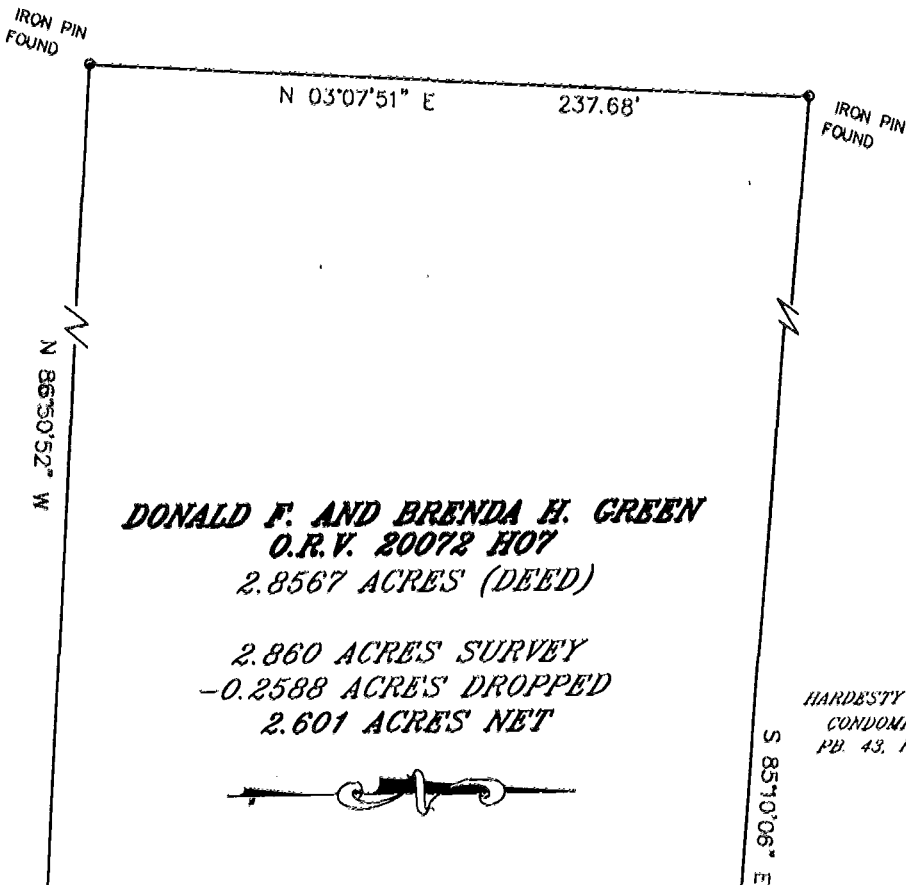 IRON PIN
FOUND
N 03°07'51" E 237.68'
IRON PIN
FOUND
N 86°50'52" W
DONALD F. AND BRENDA H. GREEN
O.R.V. 20072 H07
2.8567 ACRES (DEED)
2.860 ACRES SURVEY
-0.2588 ACRES DROPPED
2.601 ACRES NET
HARDESTY
PB. 43,
S 85°10'06" E